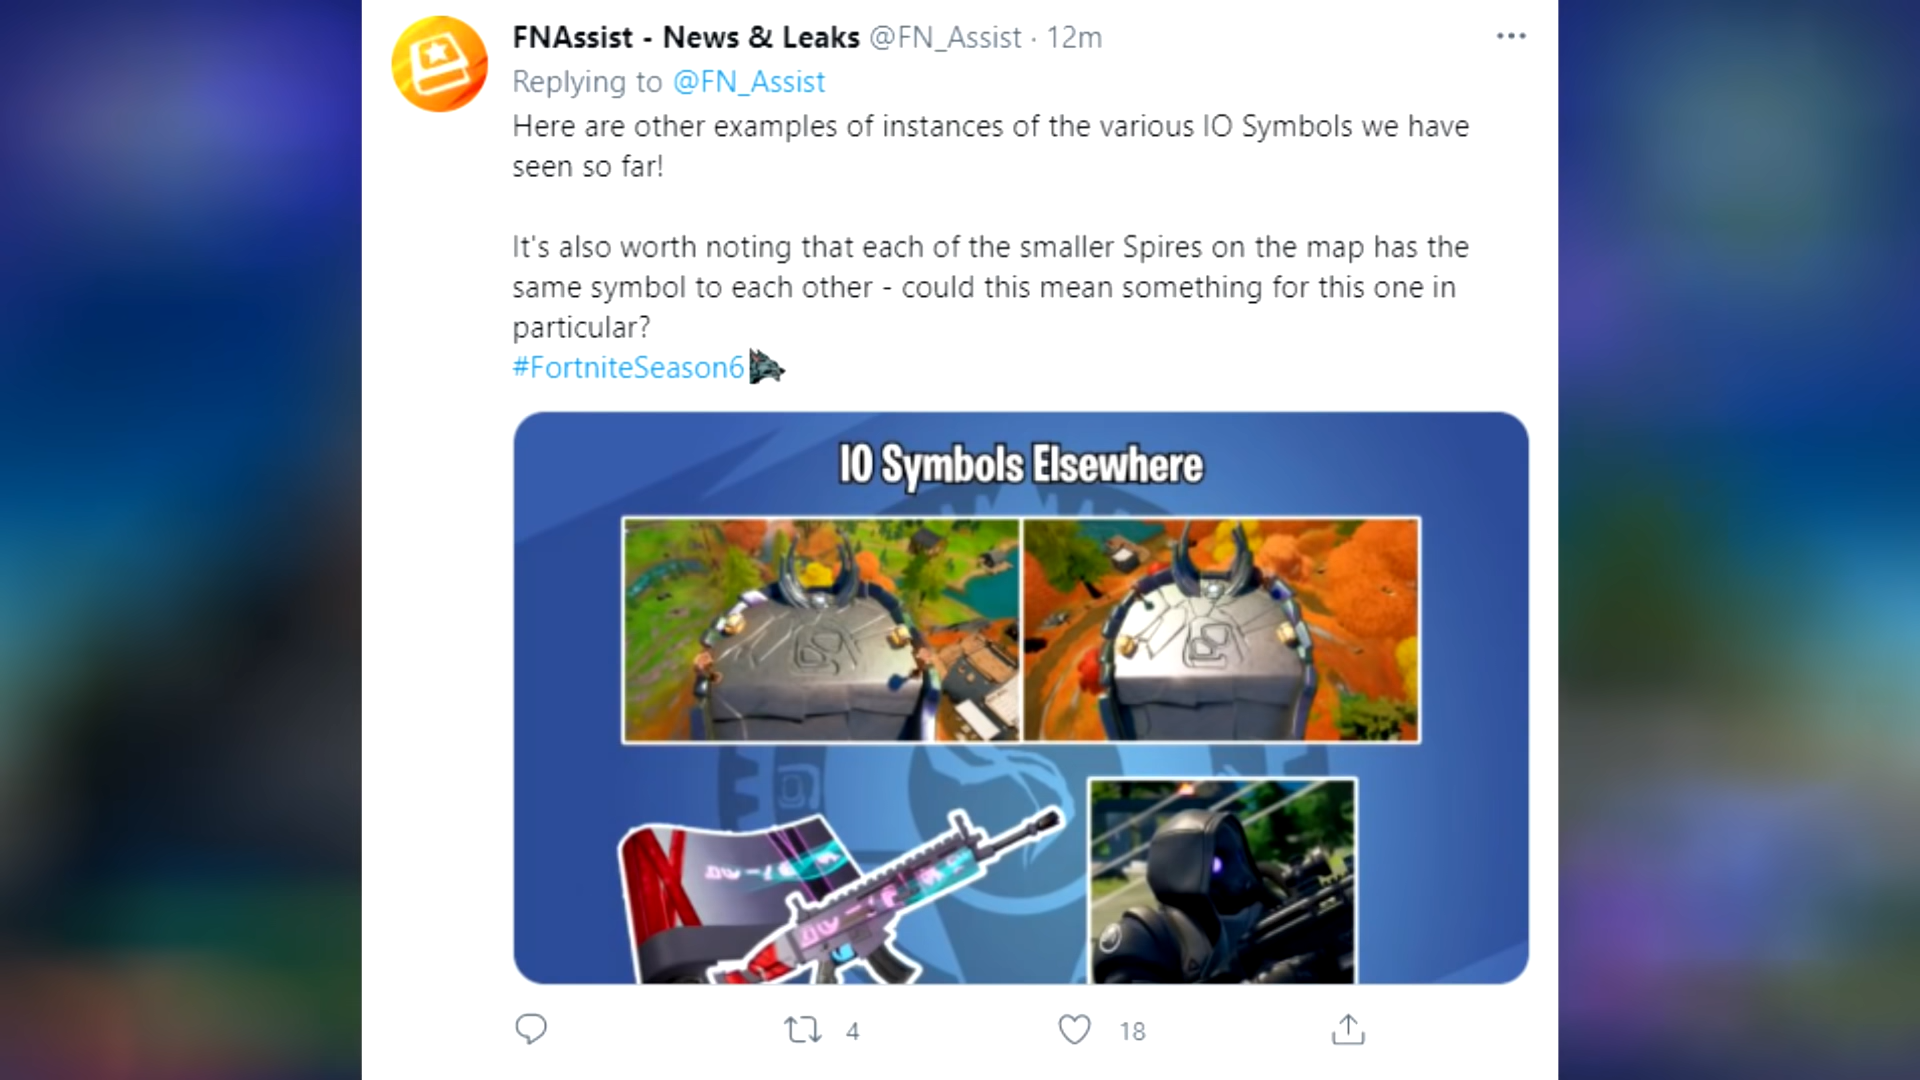 FNAssist - News & Leaks @FN_Assist · 12m
Replying to @FN_Assist
Here are other examples of instances of the various IO Symbols we have
seen so far!
It's also worth noting that each of the smaller Spires on the map has the
same symbol to each other - could this mean something for this one in
particular?
#FortniteSeason6
IO Symbols Elsewhere
4
18